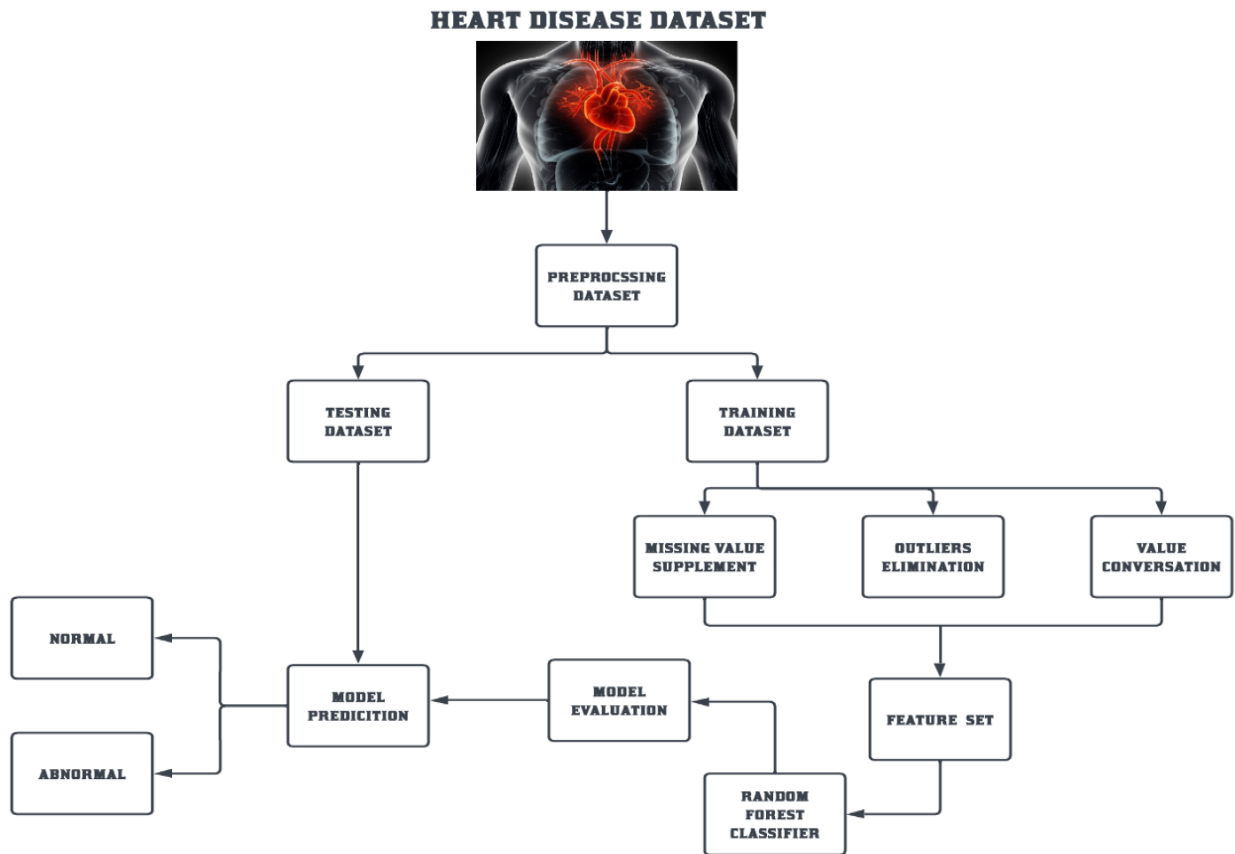 HEART DISEASE DATASET
PREPROCSSING
DATASET
TESTING
DATASET
TRAINING
DATASET
MISSING VALUE
SUPPLEMENT
OUTLIERS
ELIMINATION
VALUE
CONVERSATION
NORMAL
ABNORMAL
MODEL
PREDICITION
MODEL
EVALUATION
FEATURE SET
RANDOM
FOREST
CLASSIFIER